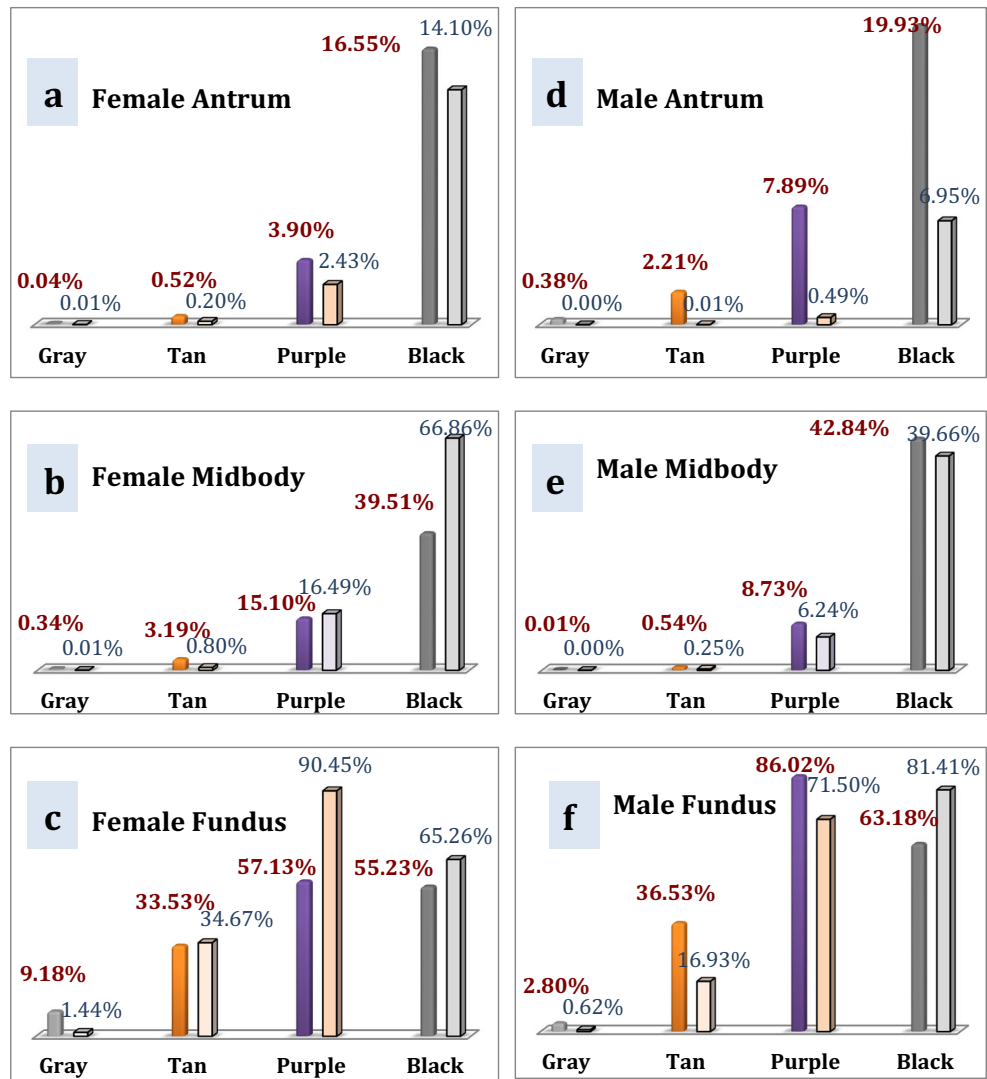 a Female Antrum
16.55% 14.10%
3.90%
2.43%
0.04% 0.52%
0.01% 0.20%
Gray Tan Purple Black
d Male Antrum
19.93%
7.89%
6.95%
2.21%
0.38%
0.00% 0.01% 0.49%
Gray Tan Purple Black
b Female Midbody
66.86%
39.51%
16.49%
15.10%
0.34% 3.19%
0.01% 0.80%
Gray Tan Purple Black
e Male Midbody
42.84% 39.66%
8.73%
6.24%
0.01% 0.54%
0.00% 0.25%
Gray Tan Purple Black
c Female Fundus
90.45%
65.26%
57.13% 55.23%
33.53%
34.67%
9.18%
1.44%
Gray Tan Purple Black
f Male Fundus
86.02% 81.41%
71.50%
63.18%
36.53%
16.93%
2.80%
0.62%
Gray Tan Purple Black